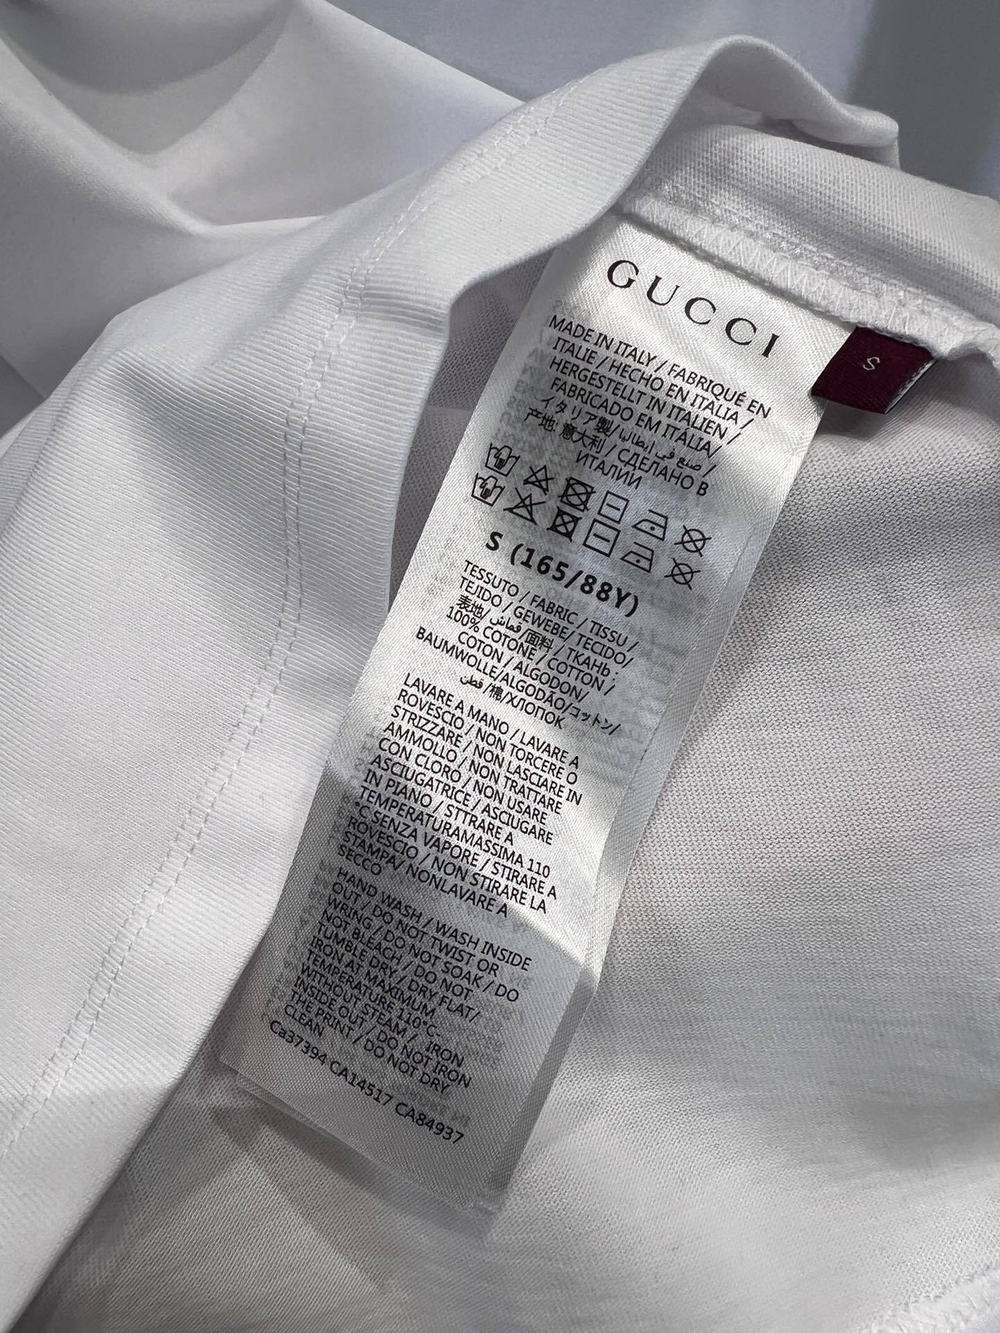 GUCCI
S
MADE IN ITALY / FABRIQUÉ EN
ITALIE / HECHO EN ITALIA /
HERGESTELLT IN ITALIEN /
FABRICADO EM ITÁLIA/
イタリア製/صنع في إيطاليا /
产地: 意大利 / СДЕЛАНО В
ИТАЛИИ
S (165/88Y)
TESSUTO / FABRIC / TISSU /
TEJIDO / GEWEBE / TECIDO/
表地/ قماش /面料 / ТКАНЬ :
100% COTONE / COTTON /
COTON / ALGODON/
BAUMWOLLE/ALGODÃO/コットン/
قطن /棉/ХЛОПОК
LAVARE A MANO / LAVARE A
ROVESCIO / NON TORCERE O
STRIZZARE / NON LASCIARE IN
AMMOLLO / NON TRATTARE
CON CLORO / NON USARE
ASCIUGATRICE / ASCIUGARE
IN PIANO / STTRARE A
TEMPERATURAMASSIMA 110
°C SENZA VAPORE / STIRARE A
ROVESCIO / NON STIRARE LA
STAMPA/ / NONLAVARE A
SECCO
HAND WASH / WASH INSIDE
OUT / DO NOT TWIST OR
WRING / DO NOT SOAK / DO
NOT BLEACH / DO NOT
TUMBLE DRY / DRY FLAT/
IRON AT MAXIMUM
TEMPERATURE 110°C
WITHOUT STEAM / IRON
INSIDE OUT / DO NOT IRON
THE PRINT / DO NOT DRY
CLEAN
Ca37394 CA14517 CA84937